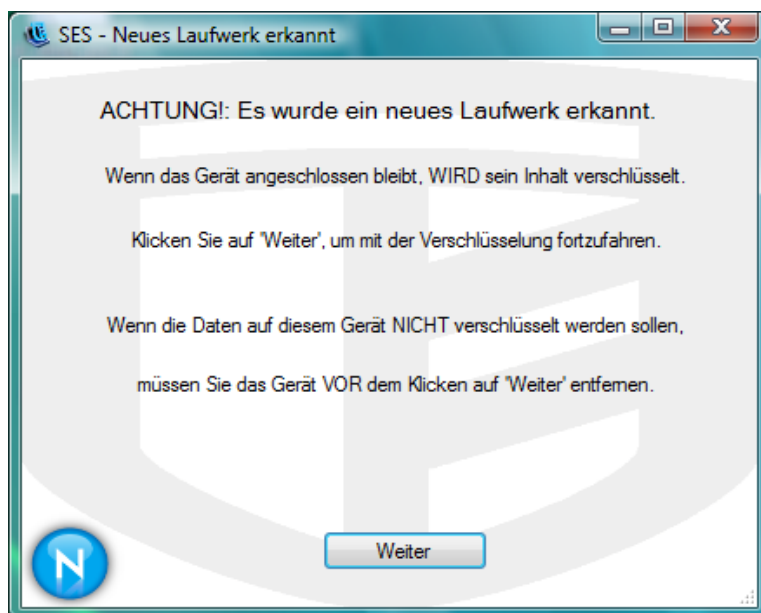 SES - Neues Laufwerk erkannt
ACHTUNG!: Es wurde ein neues Laufwerk erkannt.
Wenn das Gerät angeschlossen bleibt, WIRD sein Inhalt verschlüsselt.
Klicken Sie auf 'Weiter', um mit der Verschlüsselung fortzufahren.
Wenn die Daten auf diesem Gerät NICHT verschlüsselt werden sollen,
müssen Sie das Gerät VOR dem Klicken auf 'Weiter' entfernen.
Weiter
N